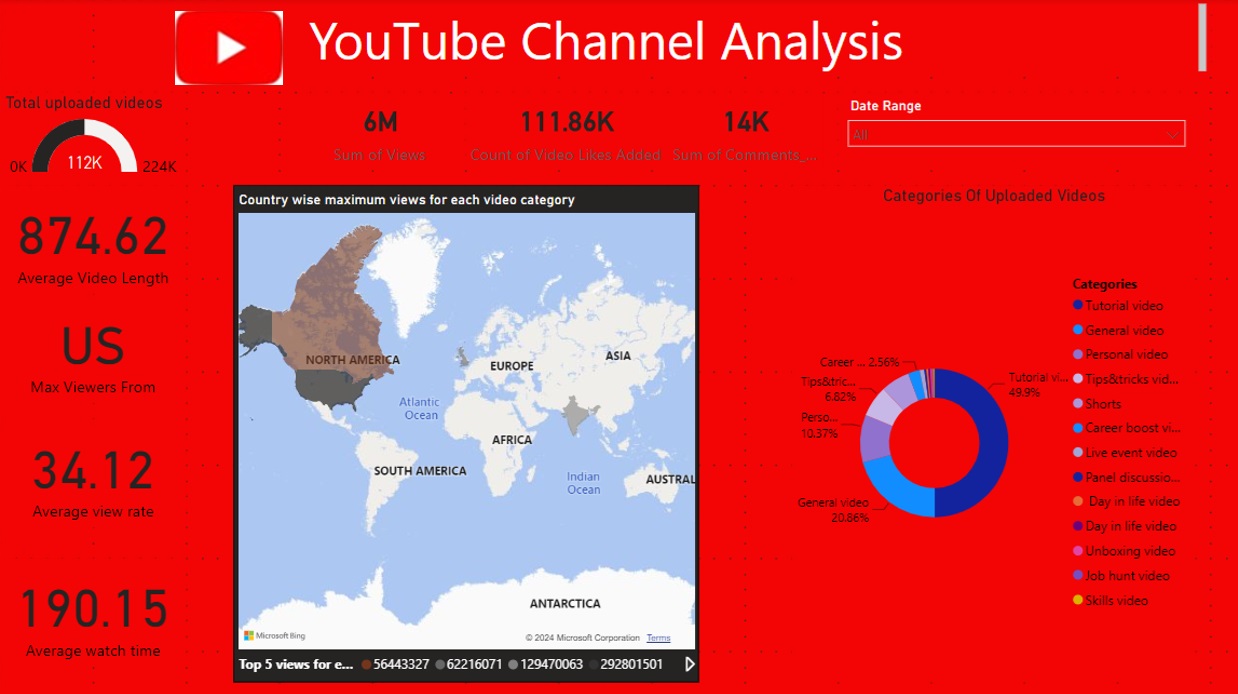 YouTube Channel Analysis
Total uploaded videos
0K
112K
224K
6M
Sum of Views
111.86K
Count of Video Likes Added
14K
Sum of Comments_...
Date Range
All
874.62
Average Video Length
US
Max Viewers From
34.12
Average view rate
190.15
Average watch time
Country wise maximum views for each video category
NORTH AMERICA
EUROPE
ASIA
Atlantic
Ocean
AFRICA
SOUTH AMERICA
Indian
Ocean
AUSTRAL
ANTARCTICA
Microsoft Bing
© 2024 Microsoft Corporation Terms
Top 5 views for e... 56443327 62216071 129470063 292801501
Categories Of Uploaded Videos
Career ... 2.56%
Tips&tric...
6.82%
Perso...
10.37%
General video
20.86%
Tutorial vi...
49.9%
Categories
Tutorial video
General video
Personal video
Tips&tricks vid...
Shorts
Career boost vi...
Live event video
Panel discussio...
Day in life video
Day in life video
Unboxing video
Job hunt video
Skills video